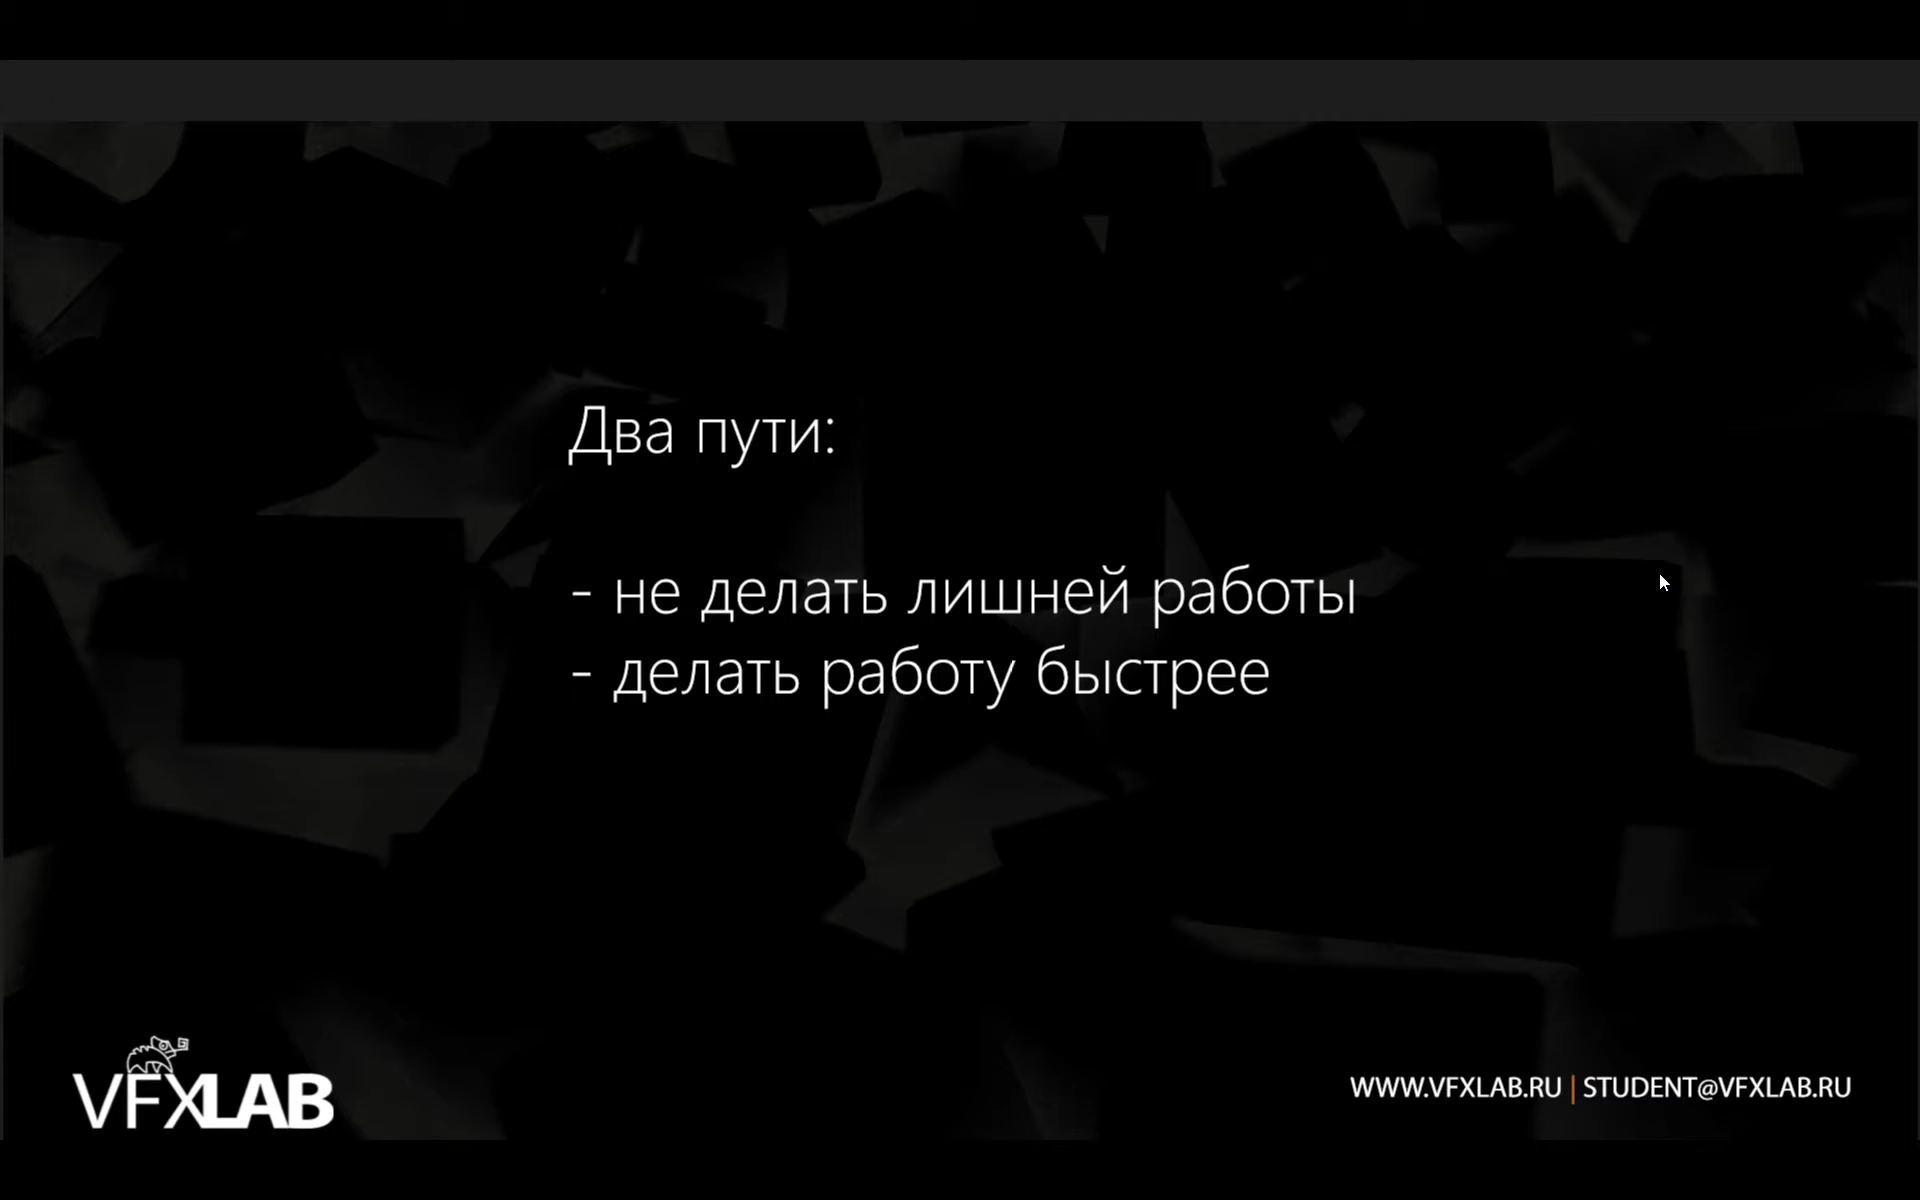 Два пути:
- не делать лишней работы
- делать работу быстрее
VFXLAB
WWW.VFXLAB.RU | STUDENT@VFXLAB.RU